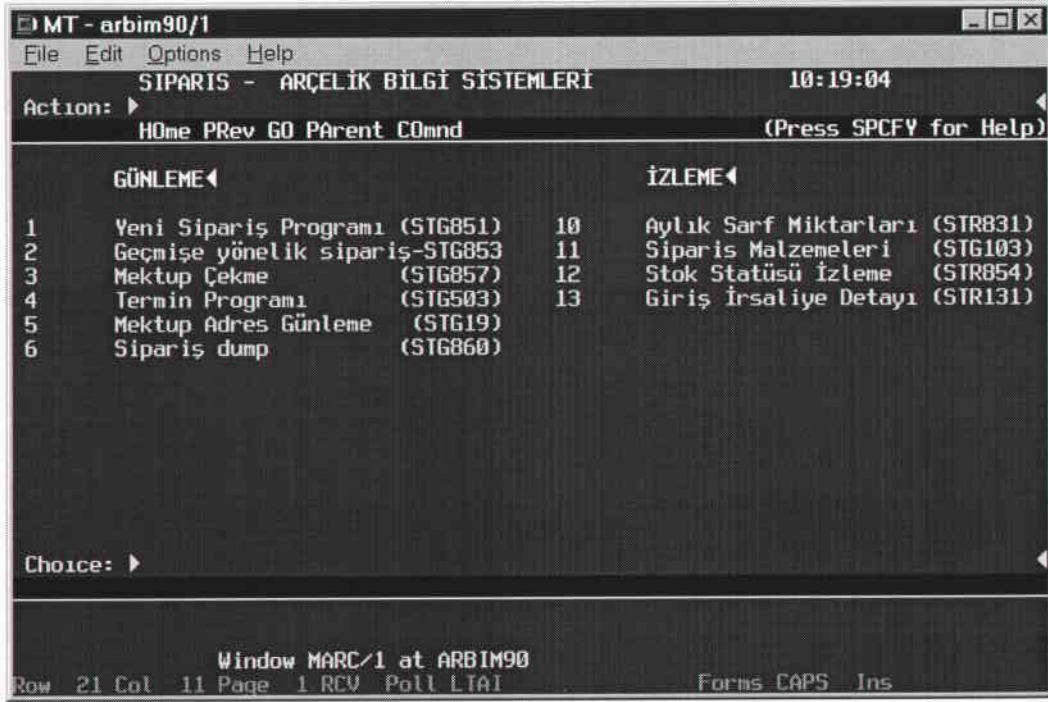 MT - arbim90/1
File Edit Options Help
SIPARIS - ARÇELİK BİLGİ SİSTEMLERİ 10:19:04
Actıon:
HOme PRev GO PArent COmnd (Press SPCFY for Help)
GÜNLEME İZLEME
1 Yeni Sipariş Programı (STG851) 10 Aylık Sarf Miktarları (STR831)
2 Geçmişe yönelik sipariş-STG853 11 Siparis Malzemeleri (STG103)
3 Mektup Çekme (STG857) 12 Stok Statüsü İzleme (STR854)
4 Termin Programı (STG503) 13 Giriş İrsaliye Detayı (STR131)
5 Mektup Adres Günleme (STG19)
6 Sipariş dump (STG860)
Choıce:
Window MARC/1 at ARBIM90
Row 21 Col 11 Page 1 RCV Poll LTAI Forms CAPS Ins